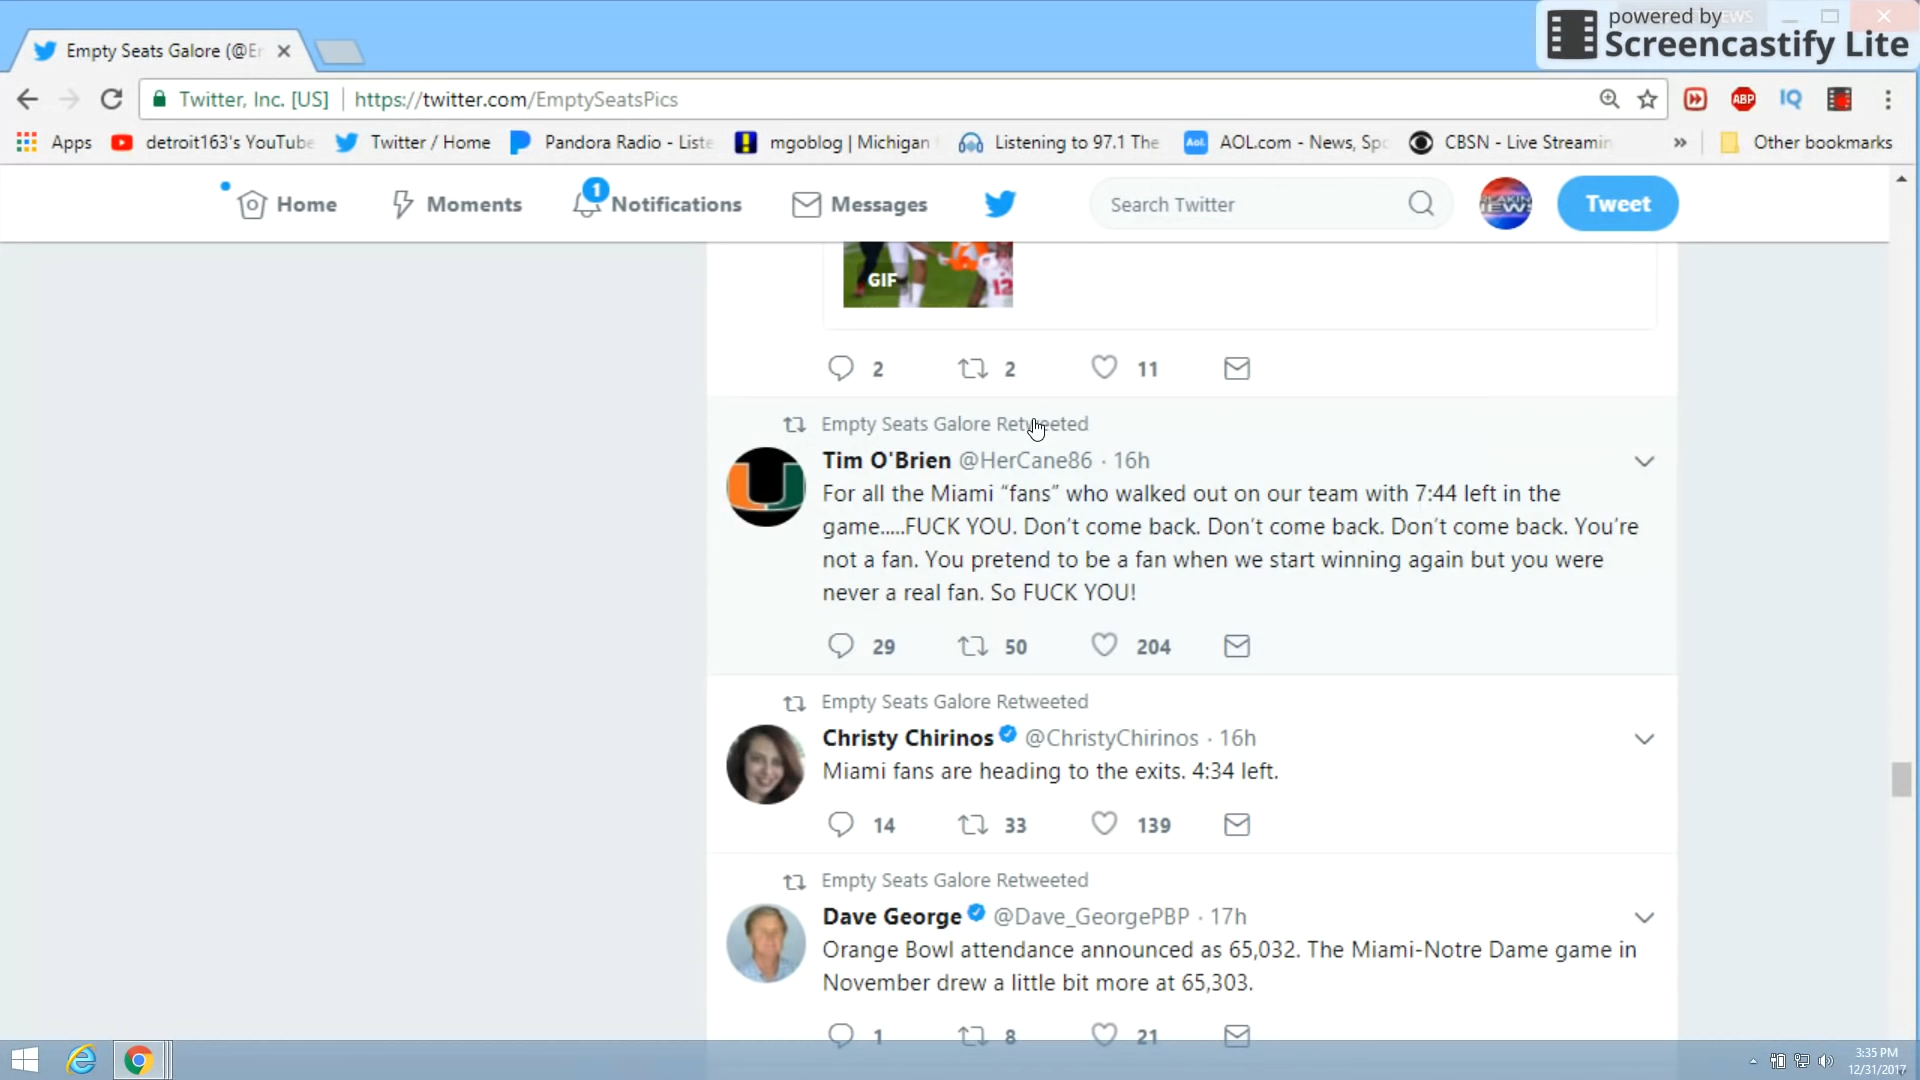 powered by
Screencastify Lite
Empty Seats Galore (@E
Twitter, Inc. [US] https://twitter.com/EmptySeatsPics
ABP IQ
Apps detroit163's YouTube Twitter / Home Pandora Radio - Liste mgoblog | Michigan Listening to 97.1 The Aol. AOL.com - News, Spo CBSN - Live Streamin » Other bookmarks
Home Moments 1 Notifications Messages Search Twitter Tweet
GIF 12
2 2 11
Empty Seats Galore Retweeted
Tim O'Brien @HerCane86 · 16h
For all the Miami “fans” who walked out on our team with 7:44 left in the
game.....FUCK YOU. Don’t come back. Don’t come back. Don’t come back. You’re
not a fan. You pretend to be a fan when we start winning again but you were
never a real fan. So FUCK YOU!
29 50 204
Empty Seats Galore Retweeted
Christy Chirinos @ChristyChirinos · 16h
Miami fans are heading to the exits. 4:34 left.
14 33 139
Empty Seats Galore Retweeted
Dave George @Dave_GeorgePBP · 17h
Orange Bowl attendance announced as 65,032. The Miami-Notre Dame game in
November drew a little bit more at 65,303.
1 8 21
3:35 PM
12/31/2017